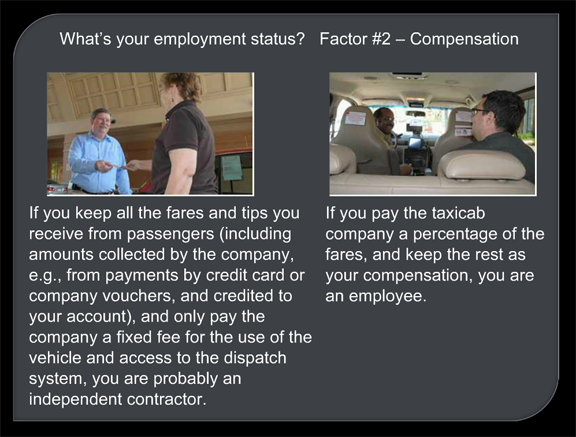 What's your employment status?   Factor #2 – Compensation
If you keep all the fares and tips you
receive from passengers (including
amounts collected by the company,
e.g., from payments by credit card or
company vouchers, and credited to
your account), and only pay the
company a fixed fee for the use of the
vehicle and access to the dispatch
system, you are probably an
independent contractor.
If you pay the taxicab
company a percentage of the
fares, and keep the rest as
your compensation, you are
an employee.